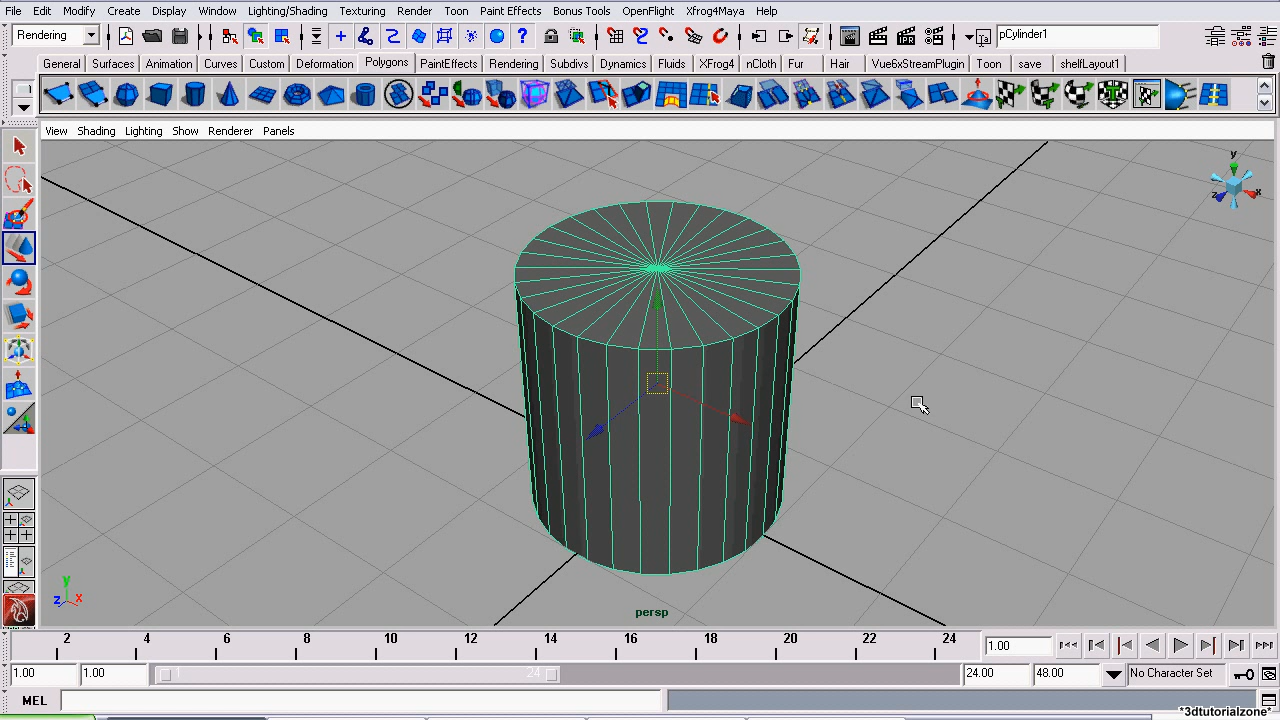 File Edit Modify Create Display Window Lighting/Shading Texturing Render Toon Paint Effects Bonus Tools OpenFlight Xfrog4Maya Help
Rendering pCylinder1
General Surfaces Animation Curves Custom Deformation Polygons PaintEffects Rendering Subdivs Dynamics Fluids XFrog4 nCloth Fur Hair Vue6xStreamPlugin Toon save shelfLayout1
View Shading Lighting Show Renderer Panels
y
z x
y
z x
persp
2 4 6 8 10 12 14 16 18 20 22 24 1.00
1.00 1.00 1 24 24.00 48.00 No Character Set
MEL
*3dtutorialzone*